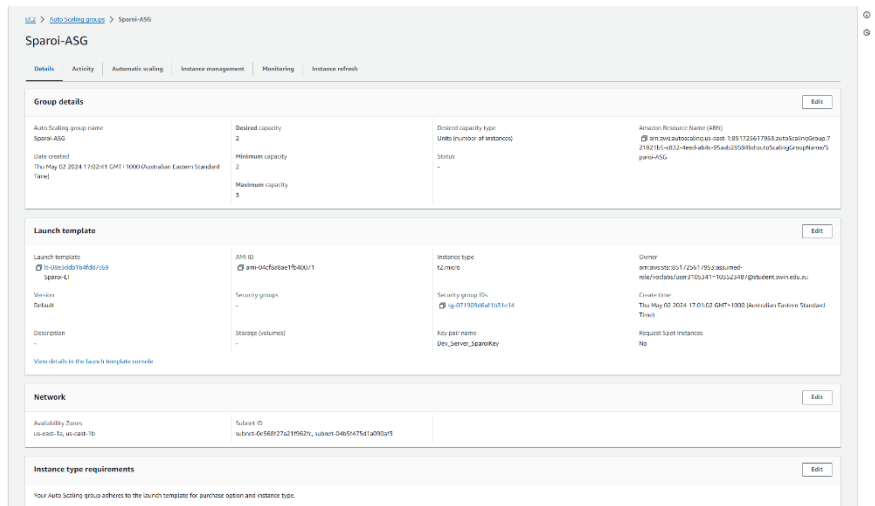 EC2 > Auto Scaling groups > Sparoi-ASG
Sparoi-ASG
Details Activity Automatic scaling Instance management Monitoring Instance refresh
Group details Edit
Auto Scaling group name
Sparoi-ASG
Desired capacity
2
Desired capacity type
Units (number of instances)
Amazon Resource Name (ARN)
paroi-ASG
Date created
Thu May 02 2024 17:02:41 GMT+1000 (Australian Eastern Standard
Time)
Minimum capacity
2
Status
-
Maximum capacity
3
Launch template Edit
Launch template
Sparoi-LT
AMI ID
Instance type
t2.micro
Owner
Version
Default
Security groups
-
Security group IDs
Create time
Thu May 02 2024 17:01:02 GMT+1000 (Australian Eastern Standard
Time)
Description
-
Storage (volumes)
-
Key pair name
Dev_Server_SparoiKey
Request Spot Instances
No
View details in the launch template console
Network Edit
Availability Zones
us-east-1a, us-east-1b
Subnet ID
Instance type requirements Edit
Your Auto Scaling group adheres to the launch template for purchase option and instance type.